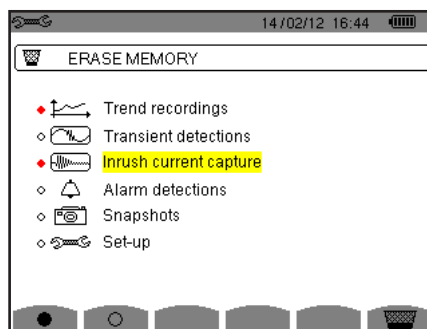 14/02/12 16:44
ERASE MEMORY
Trend recordings
Transient detections
Inrush current capture
Alarm detections
Snapshots
Set-up